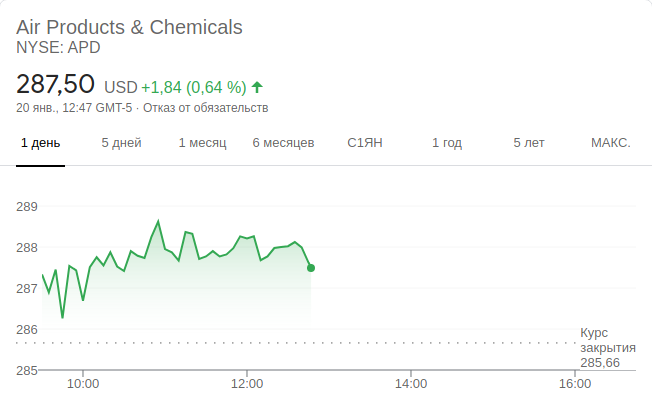 Air Products & Chemicals
NYSE: APD
287,50 USD +1,84 (0,64 %)
20 янв., 12:47 GMT-5 · Отказ от обязательств
1 день 5 дней 1 месяц 6 месяцев С1ЯН 1 год 5 лет МАКС.
289
288
287
286
Курс
закрытия
285,66
285
10:00 12:00 14:00 16:00